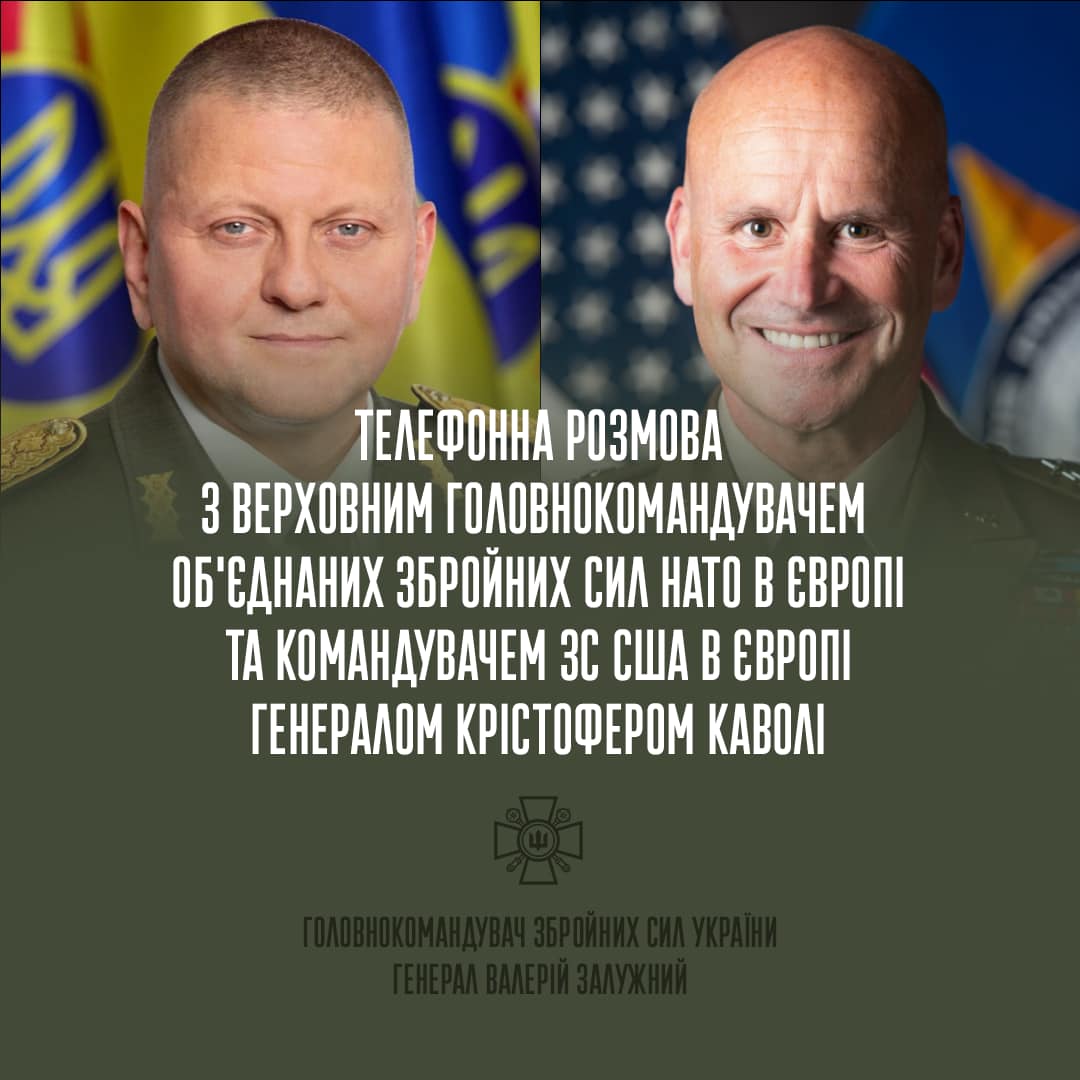 ТЕЛЕФОННА РОЗМОВА
З ВЕРХОВНИМ ГОЛОВНОКОМАНДУВАЧЕМ
ОБ'ЄДНАНИХ ЗБРОЙНИХ СИЛ НАТО В ЄВРОПІ
ТА КОМАНДУВАЧЕМ ЗС США В ЄВРОПІ
ГЕНЕРАЛОМ КРІСТОФЕРОМ КАВОЛІ
ГОЛОВНОКОМАНДУВАЧ ЗБРОЙНИХ СИЛ УКРАЇНИ
ГЕНЕРАЛ ВАЛЕРІЙ ЗАЛУЖНИЙ